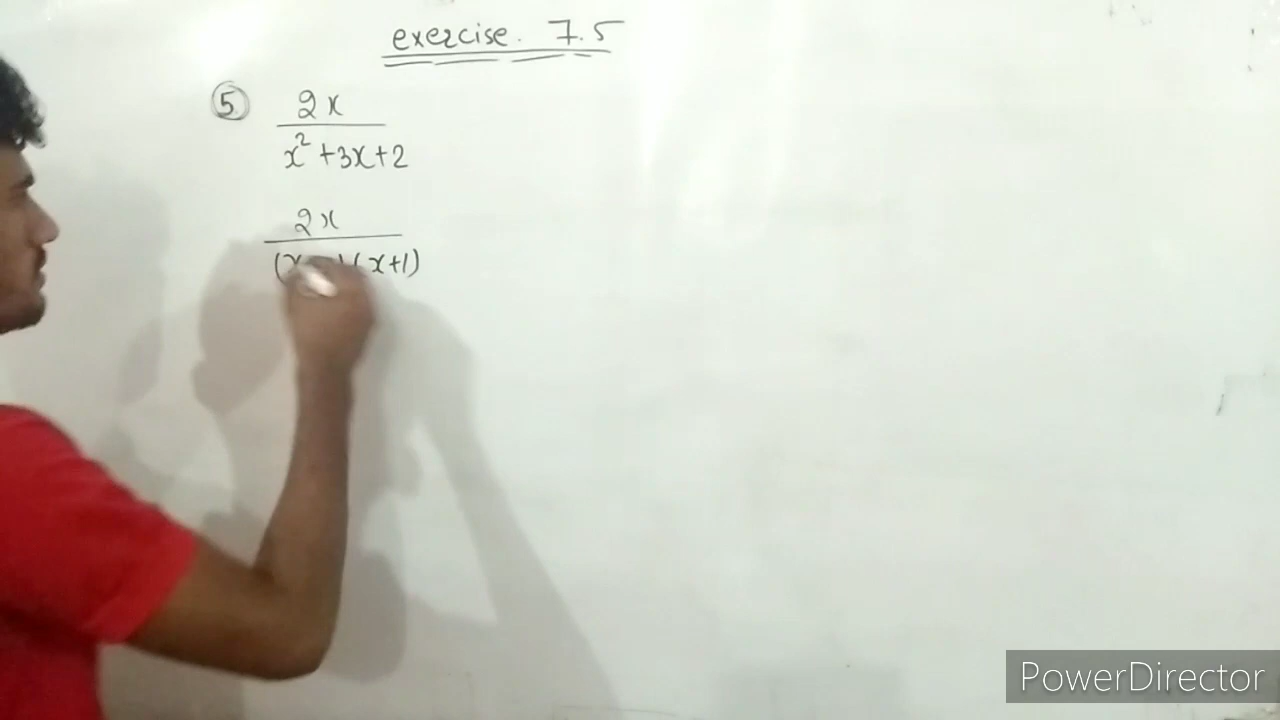 exercise. 7.5
5 2x
x² + 3x + 2
2x
(x )(x+1)
PowerDirector